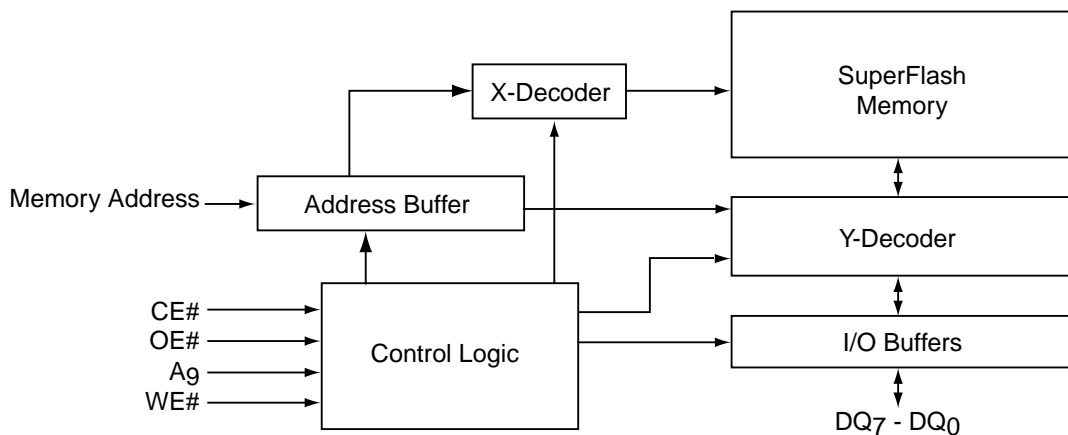 SuperFlash
Memory
X-Decoder
Memory Address
Address Buffer
Y-Decoder
CE#
OE#
A9
WE#
Control Logic
I/O Buffers
DQ7 - DQ0